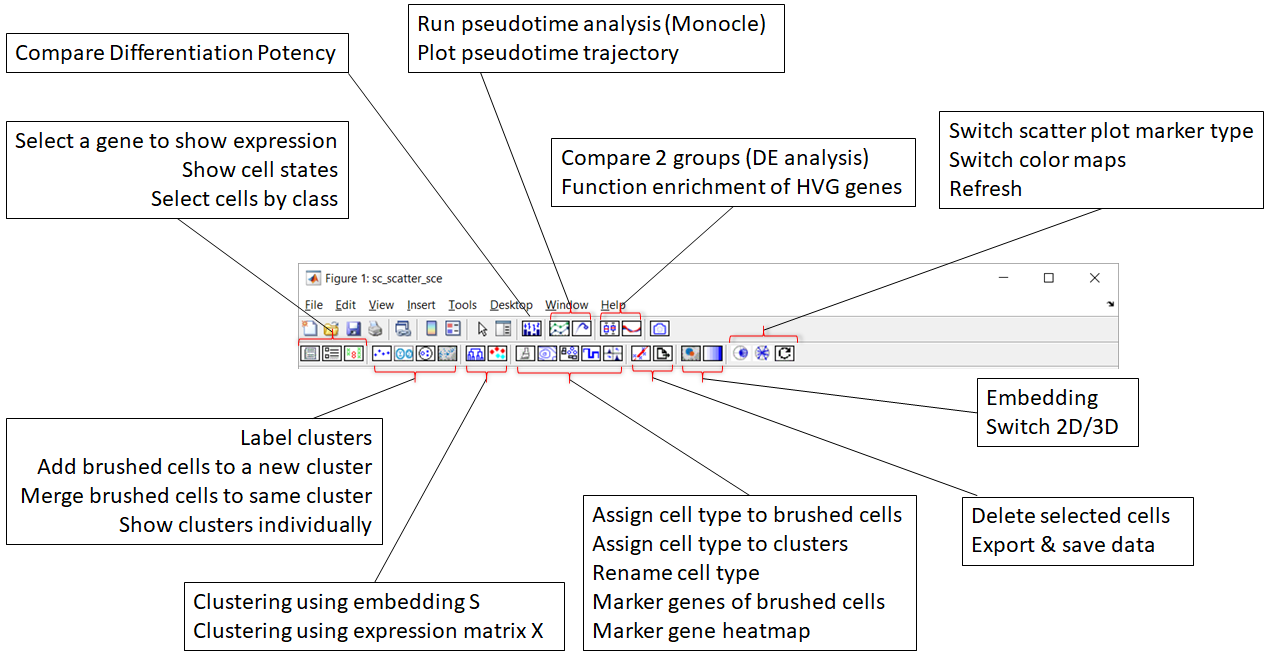 Run pseudotime analysis (Monocle)
Plot pseudotime trajectory
Compare Differentiation Potency
Select a gene to show expression
Show cell states
Select cells by class
Compare 2 groups (DE analysis)
Function enrichment of HVG genes
Switch scatter plot marker type
Switch color maps
Refresh
Figure 1: sc_scatter_sce
File Edit View Insert Tools Desktop Window Help
Label clusters
Add brushed cells to a new cluster
Merge brushed cells to same cluster
Show clusters individually
Embedding
Switch 2D/3D
Clustering using embedding S
Clustering using expression matrix X
Assign cell type to brushed cells
Assign cell type to clusters
Rename cell type
Marker genes of brushed cells
Marker gene heatmap
Delete selected cells
Export & save data